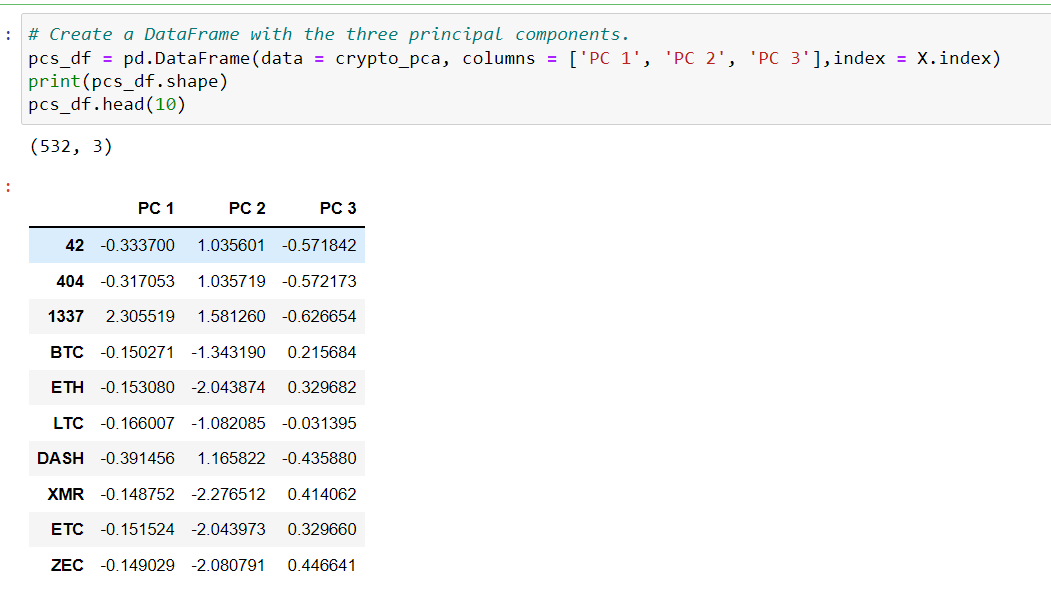 : # Create a DataFrame with the three principal components.
pcs_df = pd.DataFrame(data = crypto_pca, columns = ['PC 1', 'PC 2', 'PC 3'],index = X.index)
print(pcs_df.shape)
pcs_df.head(10)
(532, 3)
:
PC 1 PC 2 PC 3
42 -0.333700 1.035601 -0.571842
404 -0.317053 1.035719 -0.572173
1337 2.305519 1.581260 -0.626654
BTC -0.150271 -1.343190 0.215684
ETH -0.153080 -2.043874 0.329682
LTC -0.166007 -1.082085 -0.031395
DASH -0.391456 1.165822 -0.435880
XMR -0.148752 -2.276512 0.414062
ETC -0.151524 -2.043973 0.329660
ZEC -0.149029 -2.080791 0.446641